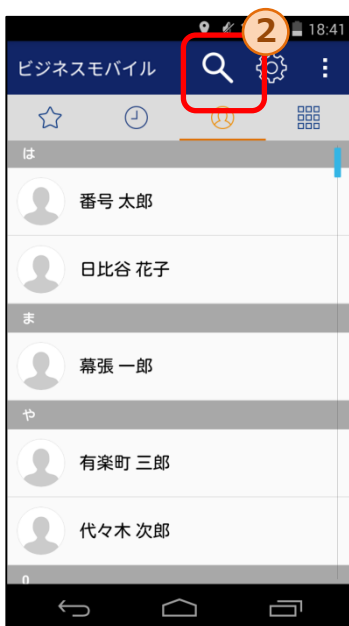 18:41
2
ビジネスモバイル
は
番号 太郎
日比谷 花子
ま
幕張 一郎
や
有楽町 三郎
代々木 次郎